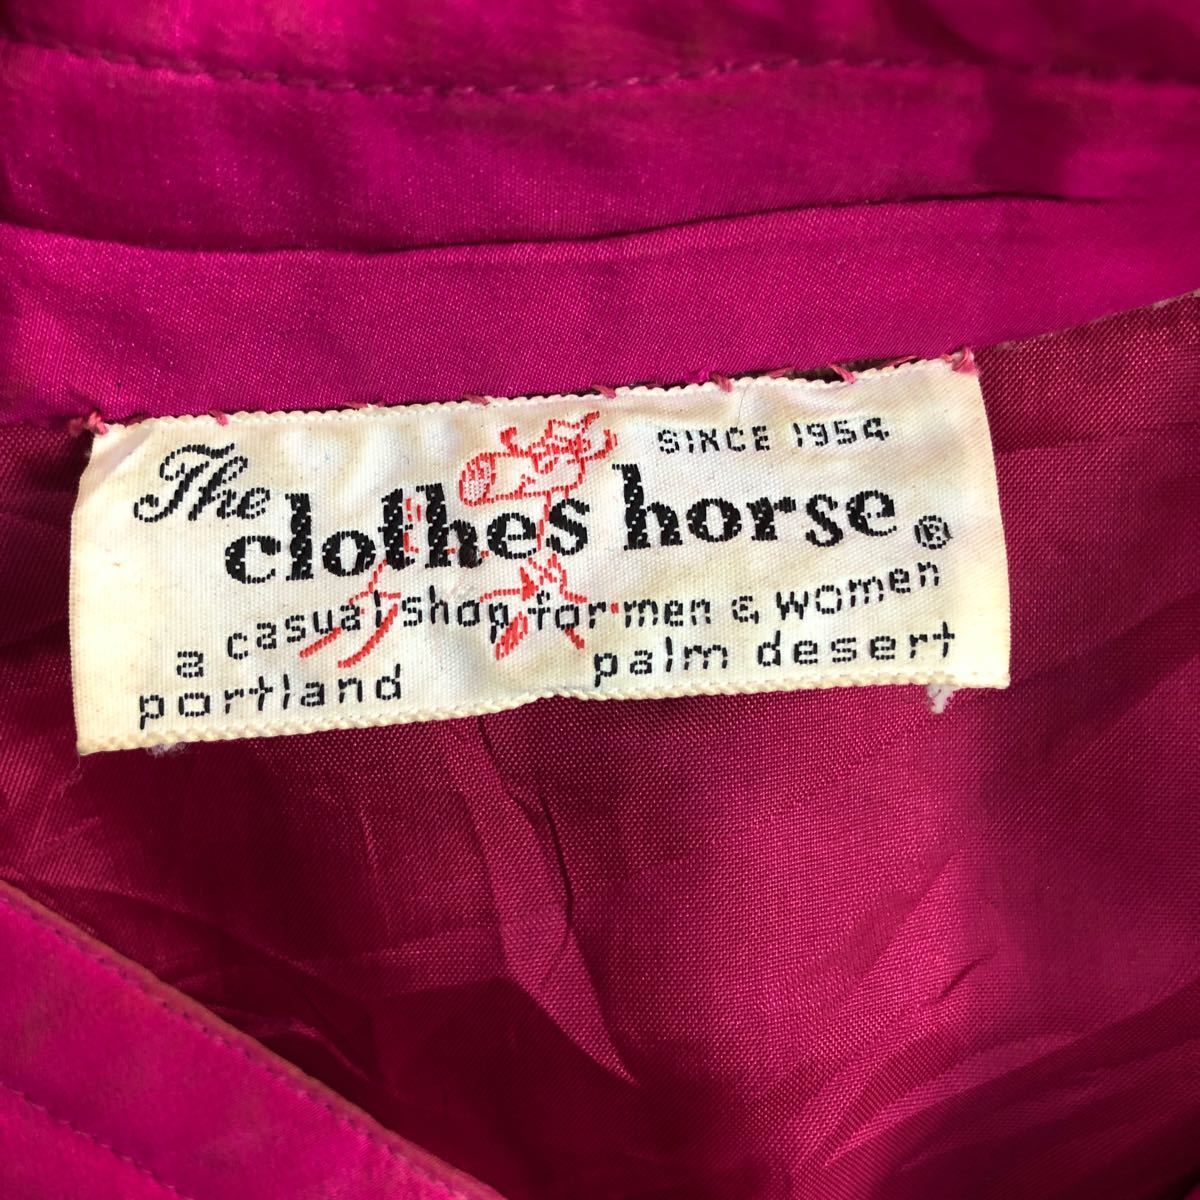 SINCE 1954
The clothes horse ®
a casual shop for men & women
portland palm desert